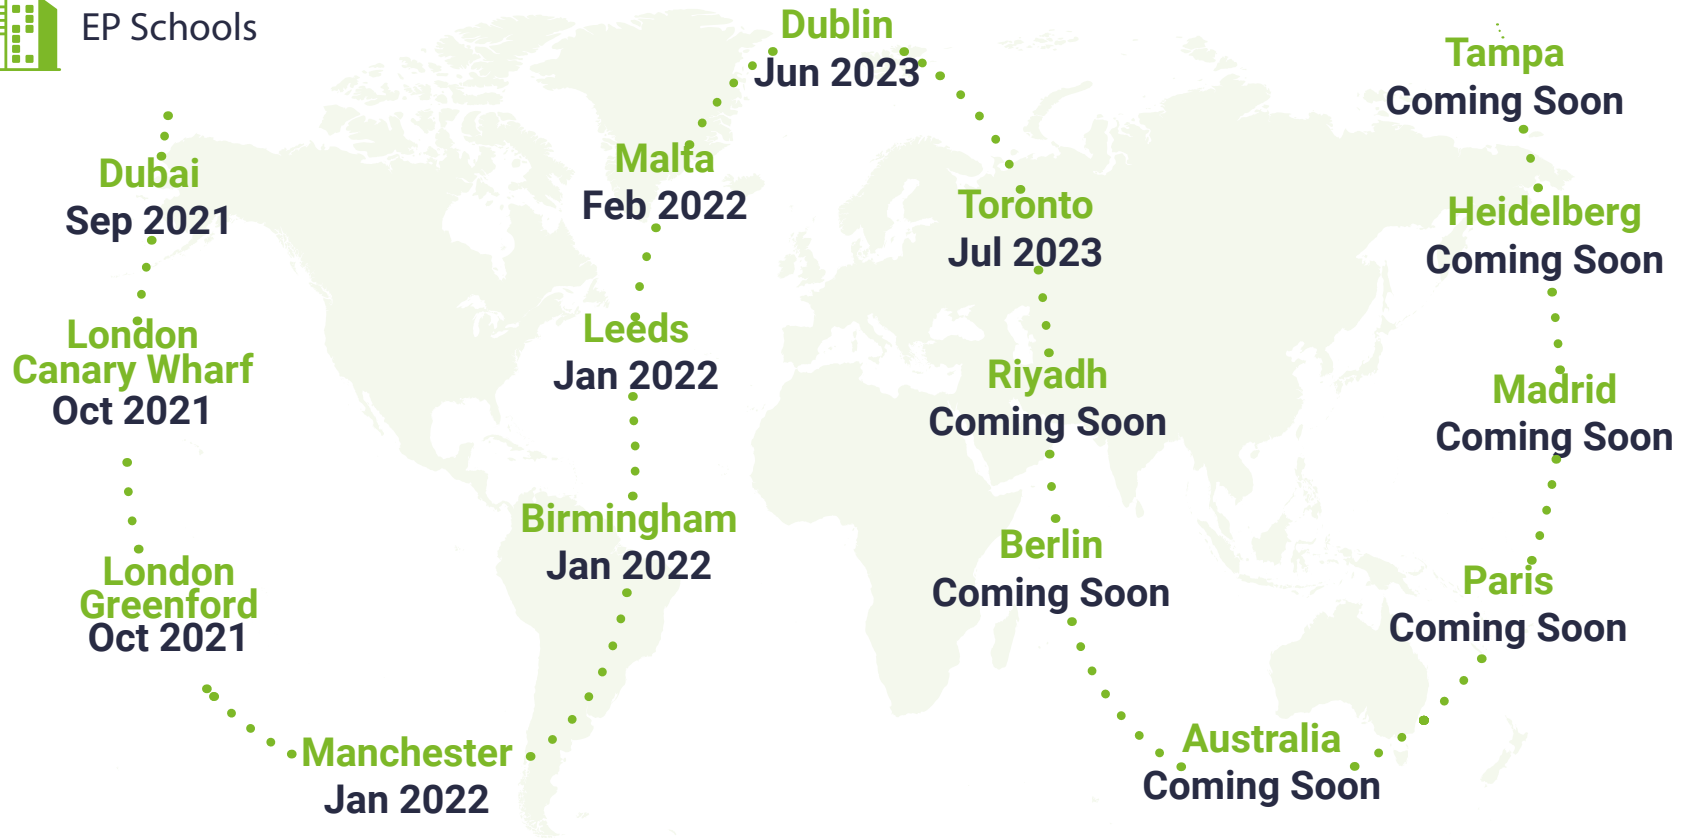 EP Schools
Dubai
Sep 2021
London
Canary Wharf
Oct 2021
London
Greenford
Oct 2021
Manchester
Jan 2022
Birmingham
Jan 2022
Leeds
Jan 2022
Malta
Feb 2022
Dublin
Jun 2023
Toronto
Jul 2023
Riyadh
Coming Soon
Berlin
Coming Soon
Australia
Coming Soon
Paris
Coming Soon
Madrid
Coming Soon
Heidelberg
Coming Soon
Tampa
Coming Soon